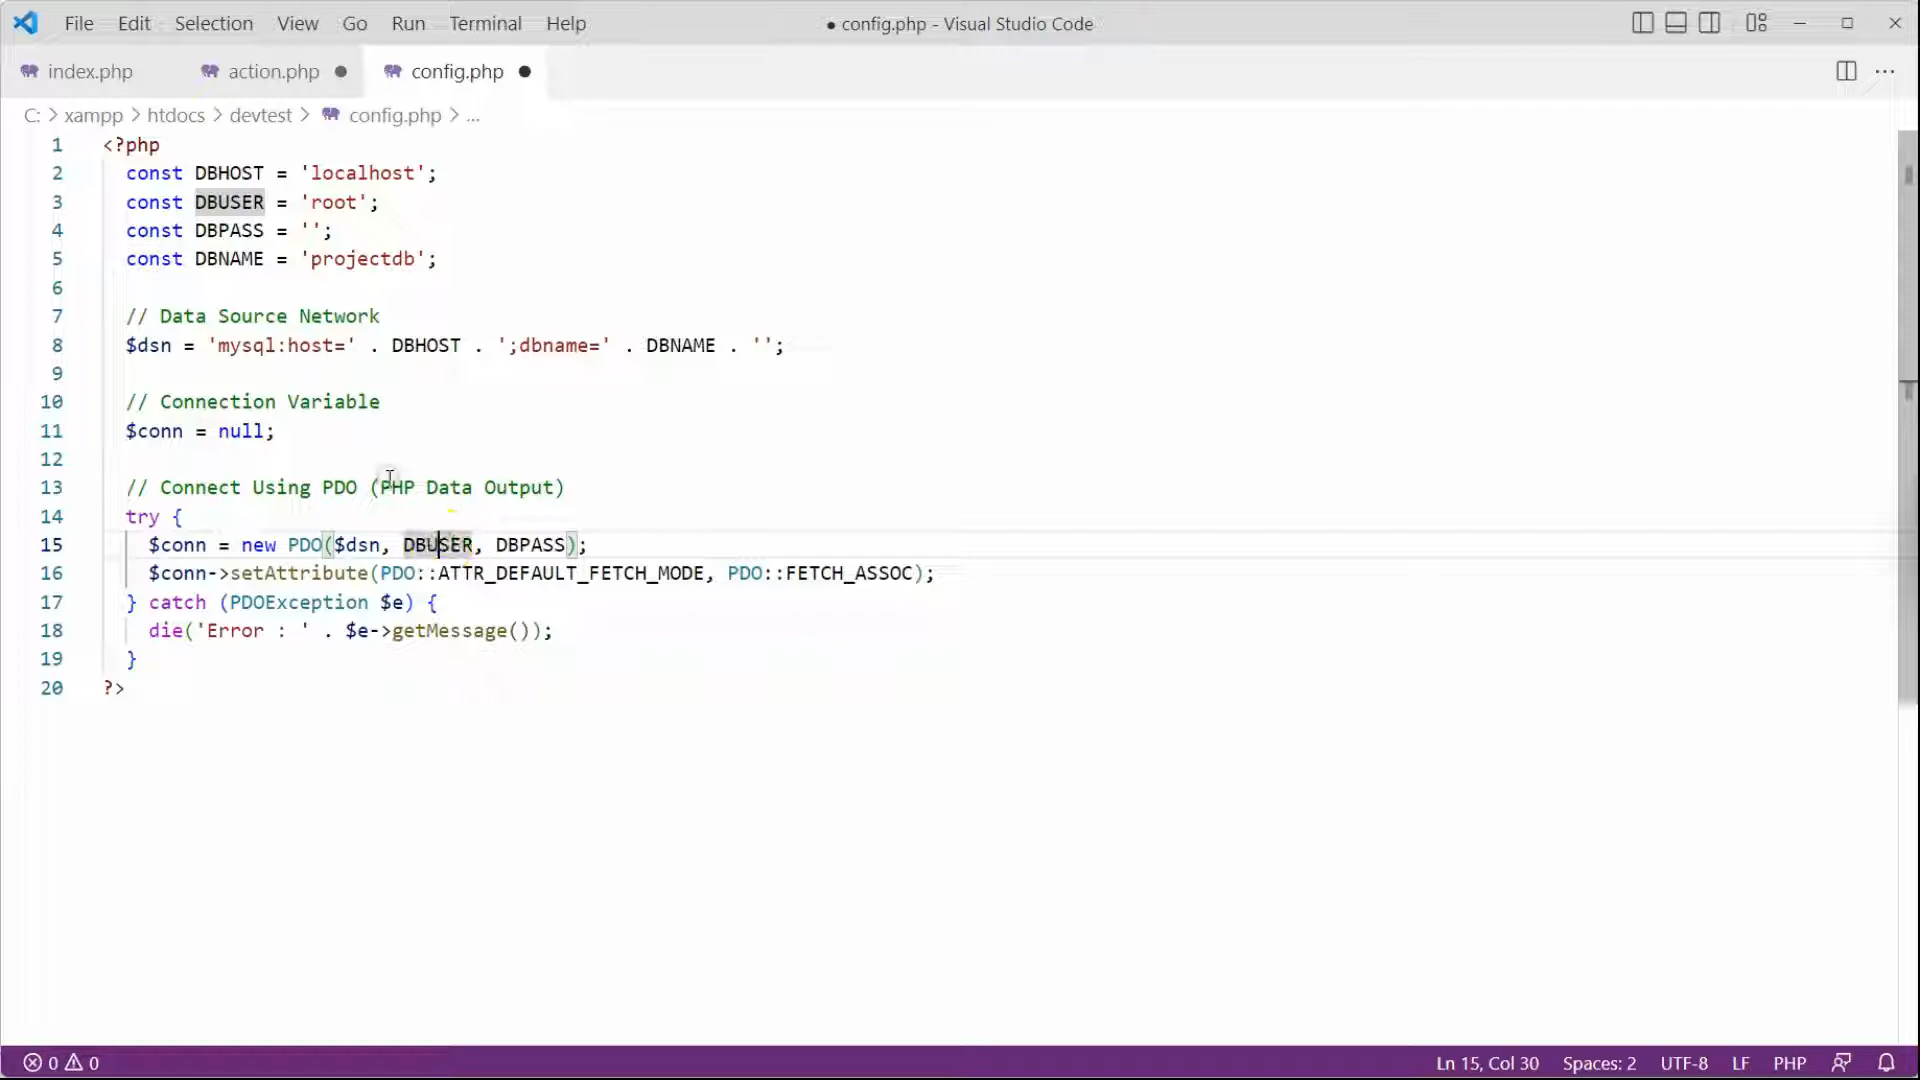 File Edit Selection View Go Run Terminal Help ● config.php - Visual Studio Code
index.php action.php ● config.php ●
C: > xampp > htdocs > devtest > config.php > ...
1 <?php
2 const DBHOST = 'localhost';
3 const DBUSER = 'root';
4 const DBPASS = '';
5 const DBNAME = 'projectdb';
6
7 // Data Source Network
8 $dsn = 'mysql:host=' . DBHOST . ';dbname=' . DBNAME . '';
9
10 // Connection Variable
11 $conn = null;
12
13 // Connect Using PDO (PHP Data Output)
14 try {
15 $conn = new PDO($dsn, DBUSER, DBPASS);
16 $conn->setAttribute(PDO::ATTR_DEFAULT_FETCH_MODE, PDO::FETCH_ASSOC);
17 } catch (PDOException $e) {
18 die('Error : ' . $e->getMessage());
19 }
20 ?>
0 0 Ln 15, Col 30 Spaces: 2 UTF-8 LF PHP